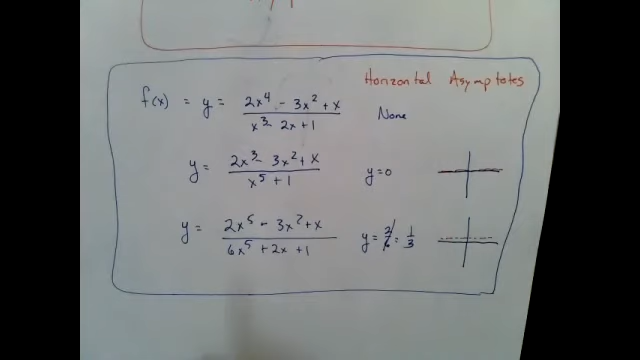 Horizontal Asymptotes
f(x) = y = (2x⁴ - 3x² + x)/(x³ - 2x + 1) None
y = (2x³ - 3x² + x)/(x⁵ + 1) y = 0
y = (2x⁵ - 3x² + x)/(6x⁵ + 2x + 1) y = 2/6 = 1/3